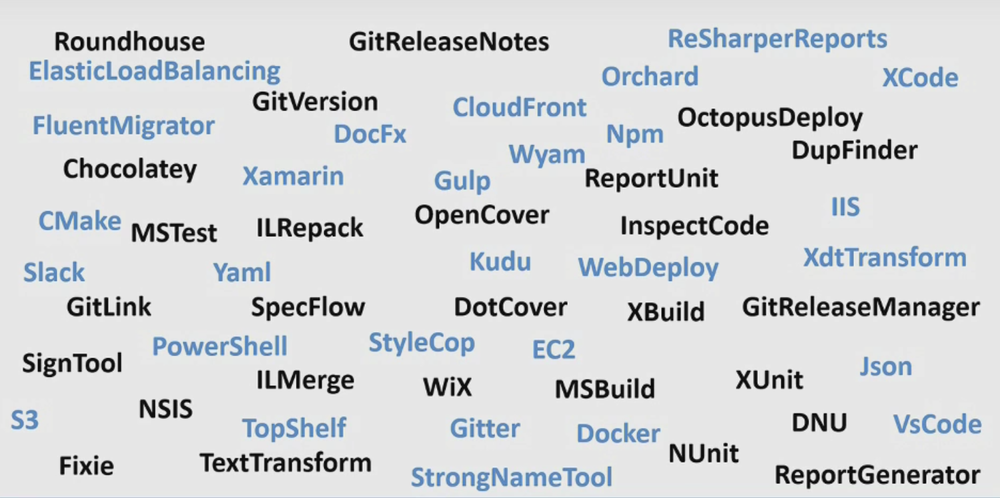 Roundhouse
GitReleaseNotes
ReSharperReports
ElasticLoadBalancing
Orchard
XCode
GitVersion
CloudFront
OctopusDeploy
FluentMigrator
DocFx
Npm
DupFinder
Wyam
Chocolatey
Xamarin
Gulp
ReportUnit
IIS
OpenCover
CMake
MSTest
ILRepack
InspectCode
Kudu
XdtTransform
Slack
Yaml
WebDeploy
GitLink
SpecFlow
DotCover
XBuild
GitReleaseManager
PowerShell
StyleCop
EC2
SignTool
Json
ILMerge
WiX
MSBuild
XUnit
NSIS
S3
TopShelf
Gitter
Docker
DNU
VsCode
NUnit
Fixie
TextTransform
StrongNameTool
ReportGenerator